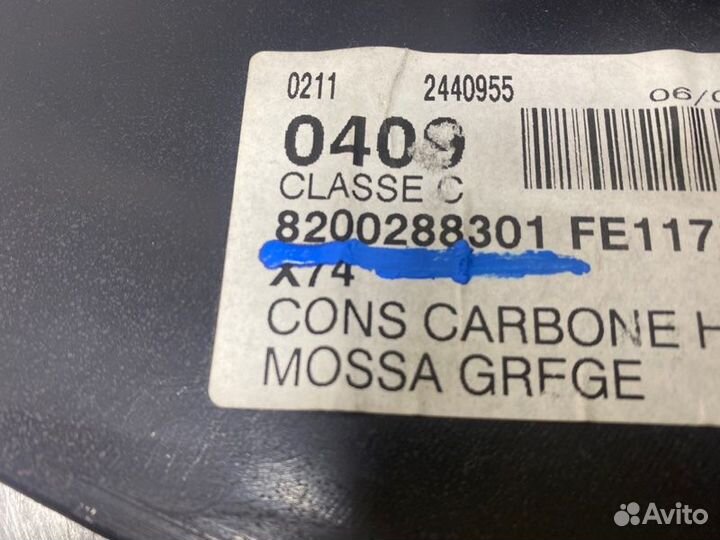 0211 2440955 06/0
0409
CLASSE C
8200288301 FE117
X74
CONS CARBONE H
MOSSA GRFGE
Avito